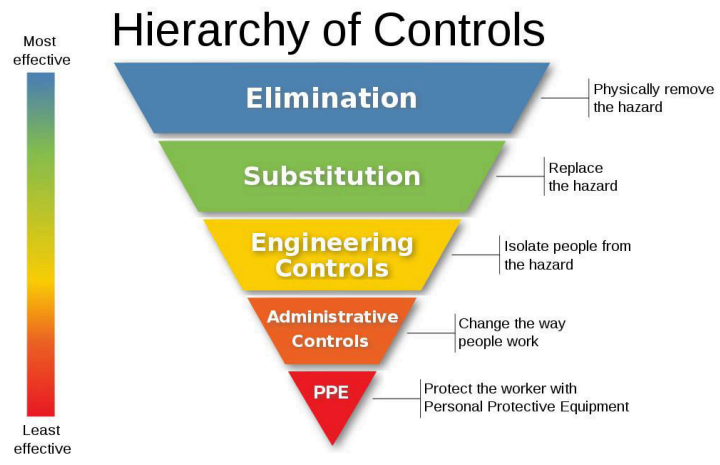 Hierarchy of Controls
Most
effective
Elimination
Physically remove
the hazard
Substitution
Replace
the hazard
Engineering
Controls
Isolate people from
the hazard
Administrative
Controls
Change the way
people work
PPE
Protect the worker with
Personal Protective Equipment
Least
effective